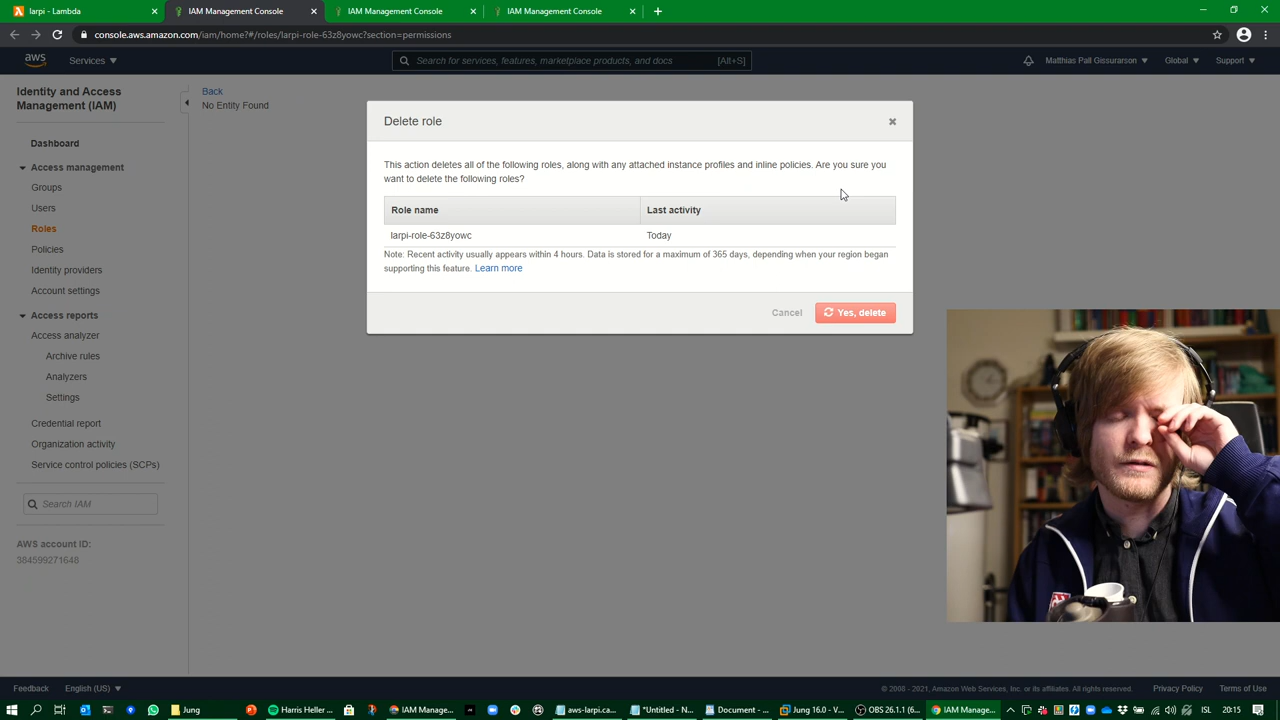 larpi - Lambda
IAM Management Console
IAM Management Console
IAM Management Console
console.aws.amazon.com/iam/home?#/roles/larpi-role-63z8yowc?section=permissions
aws
Services
Search for services, features, marketplace products, and docs
[Alt+S]
Matthias Pall Gissurarson
Global
Support
Identity and Access
Management (IAM)
Dashboard
Access management
Groups
Users
Roles
Policies
Identity providers
Account settings
Access reports
Access analyzer
Archive rules
Analyzers
Settings
Credential report
Organization activity
Service control policies (SCPs)
Search IAM
AWS account ID:
384599271648
Back
No Entity Found
Delete role
This action deletes all of the following roles, along with any attached instance profiles and inline policies. Are you sure you
want to delete the following roles?
Role name
Last activity
larpi-role-63z8yowc
Today
Note: Recent activity usually appears within 4 hours. Data is stored for a maximum of 365 days, depending when your region began
supporting this feature. Learn more
Cancel
Yes, delete
Feedback
English (US)
© 2008 - 2021, Amazon Web Services, Inc. or its affiliates. All rights reserved.
Privacy Policy
Terms of Use
Jung
Harris Heller ...
IAM Manage...
aws-larpi.ca...
*Untitled - N...
Document - ...
Jung 16.0 - V...
OBS 26.1.1 (6...
IAM Manage...
ISL
20:15